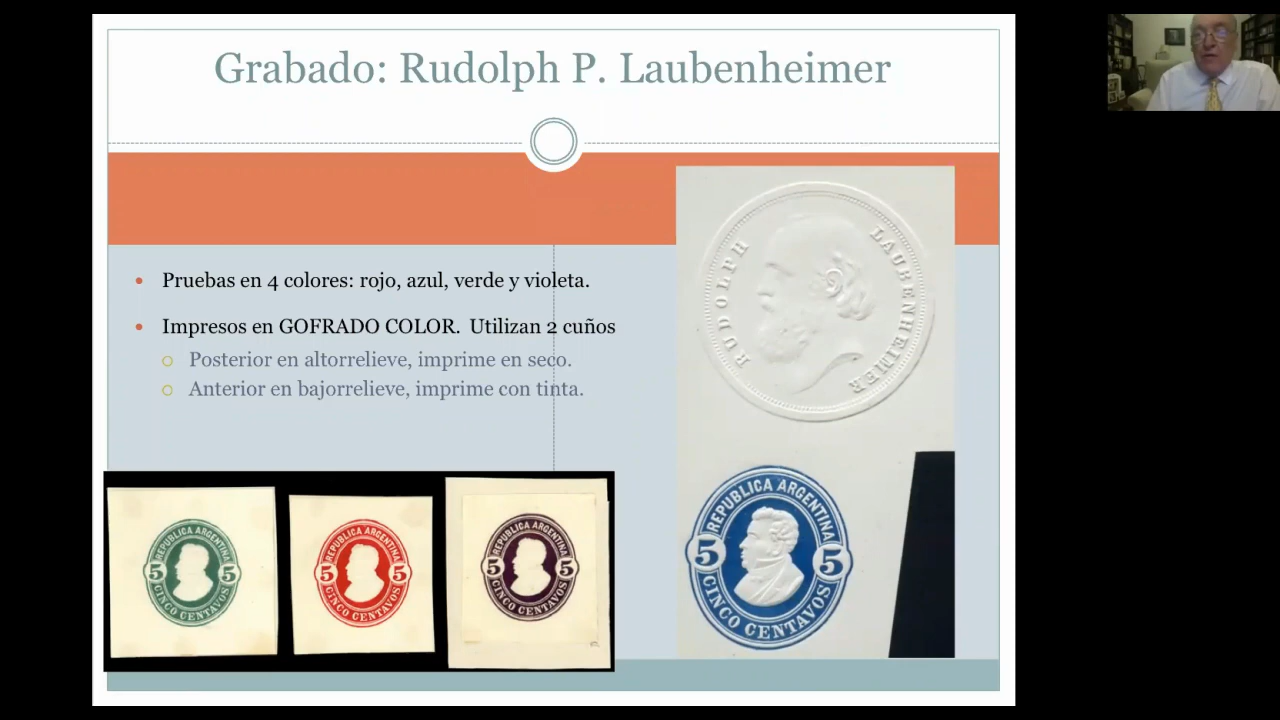 Grabado: Rudolph P. Laubenheimer
• Pruebas en 4 colores: rojo, azul, verde y violeta.
• Impresos en GOFRADO COLOR. Utilizan 2 cuños
○ Posterior en altorrelieve, imprime en seco.
○ Anterior en bajorrelieve, imprime con tinta.
RUDOLPH LAUBENHEIMER
REPUBLICA ARGENTINA
5 5
CINCO CENTAVOS
REPUBLICA ARGENTINA
5 5
CINCO CENTAVOS
REPUBLICA ARGENTINA
5 5
CINCO CENTAVOS
REPUBLICA ARGENTINA
5 5
CINCO CENTAVOS